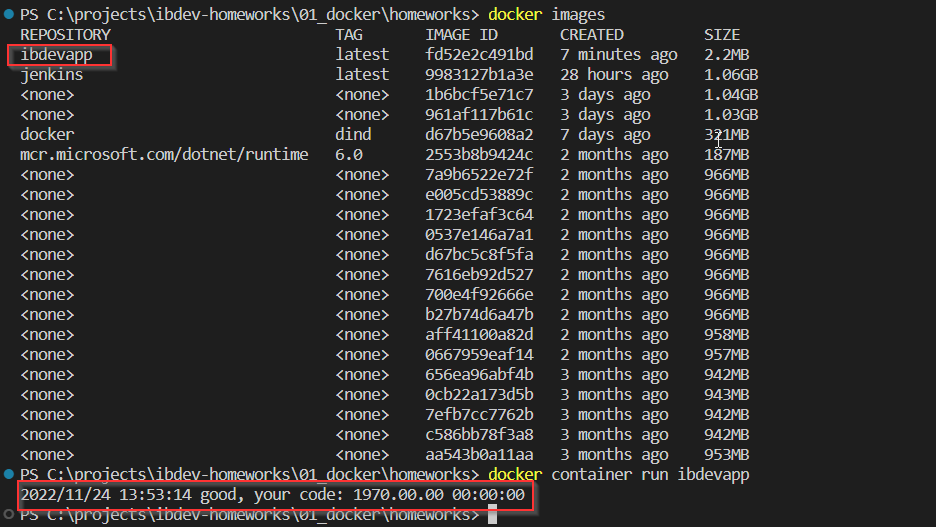 PS C:\projects\ibdev-homeworks\01_docker\homeworks> docker images
REPOSITORY TAG IMAGE ID CREATED SIZE
ibdevapp latest fd52e2c491bd 7 minutes ago 2.2MB
jenkins latest 9983127b1a3e 28 hours ago 1.06GB
<none> <none> 1b6bcf5e71c7 3 days ago 1.04GB
<none> <none> 961af117b61c 3 days ago 1.03GB
docker dind d67b5e9608a2 7 days ago 321MB
mcr.microsoft.com/dotnet/runtime 6.0 2553b8b9424c 2 months ago 187MB
<none> <none> 7a9b6522e72f 2 months ago 966MB
<none> <none> e005cd53889c 2 months ago 966MB
<none> <none> 1723efaf3c64 2 months ago 966MB
<none> <none> 0537e146a7a1 2 months ago 966MB
<none> <none> d67bc5c8f5fa 2 months ago 966MB
<none> <none> 7616eb92d527 2 months ago 966MB
<none> <none> 700e4f92666e 2 months ago 966MB
<none> <none> b27b74d6a47b 2 months ago 966MB
<none> <none> aff41100a82d 2 months ago 958MB
<none> <none> 0667959eaf14 2 months ago 957MB
<none> <none> 656ea96abf4b 3 months ago 942MB
<none> <none> 0cb22a173d5b 3 months ago 943MB
<none> <none> 7efb7cc7762b 3 months ago 942MB
<none> <none> c586bb78f3a8 3 months ago 942MB
<none> <none> aa543b0a11aa 3 months ago 953MB
PS C:\projects\ibdev-homeworks\01_docker\homeworks> docker container run ibdevapp
2022/11/24 13:53:14 good, your code: 1970.00.00 00:00:00
PS C:\projects\ibdev-homeworks\01_docker\homeworks>